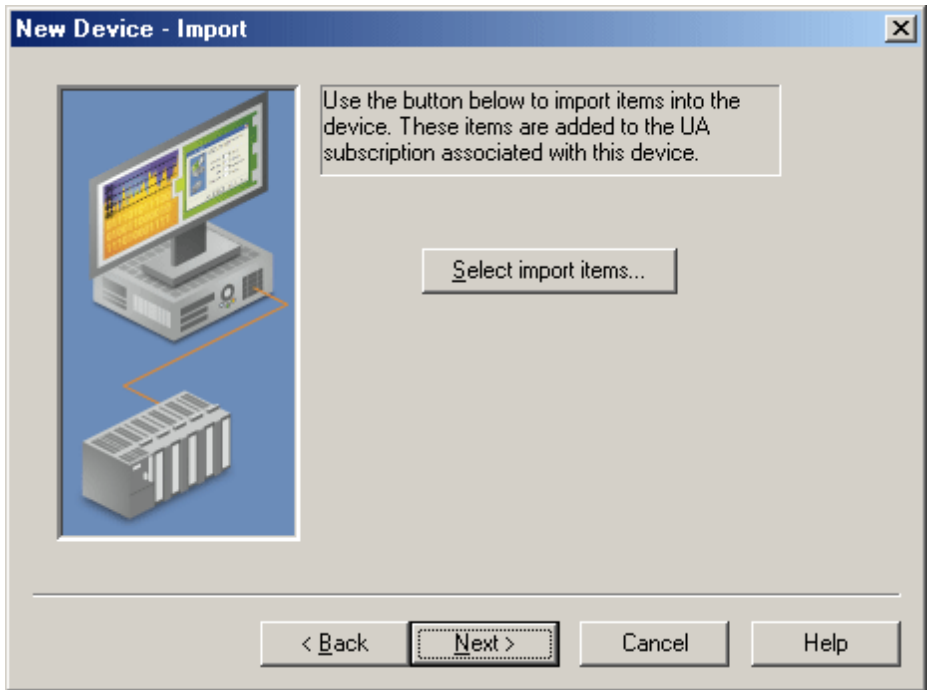 New Device - Import
Use the button below to import items into the
device. These items are added to the UA
subscription associated with this device.
Select import items...
< Back
Next >
Cancel
Help